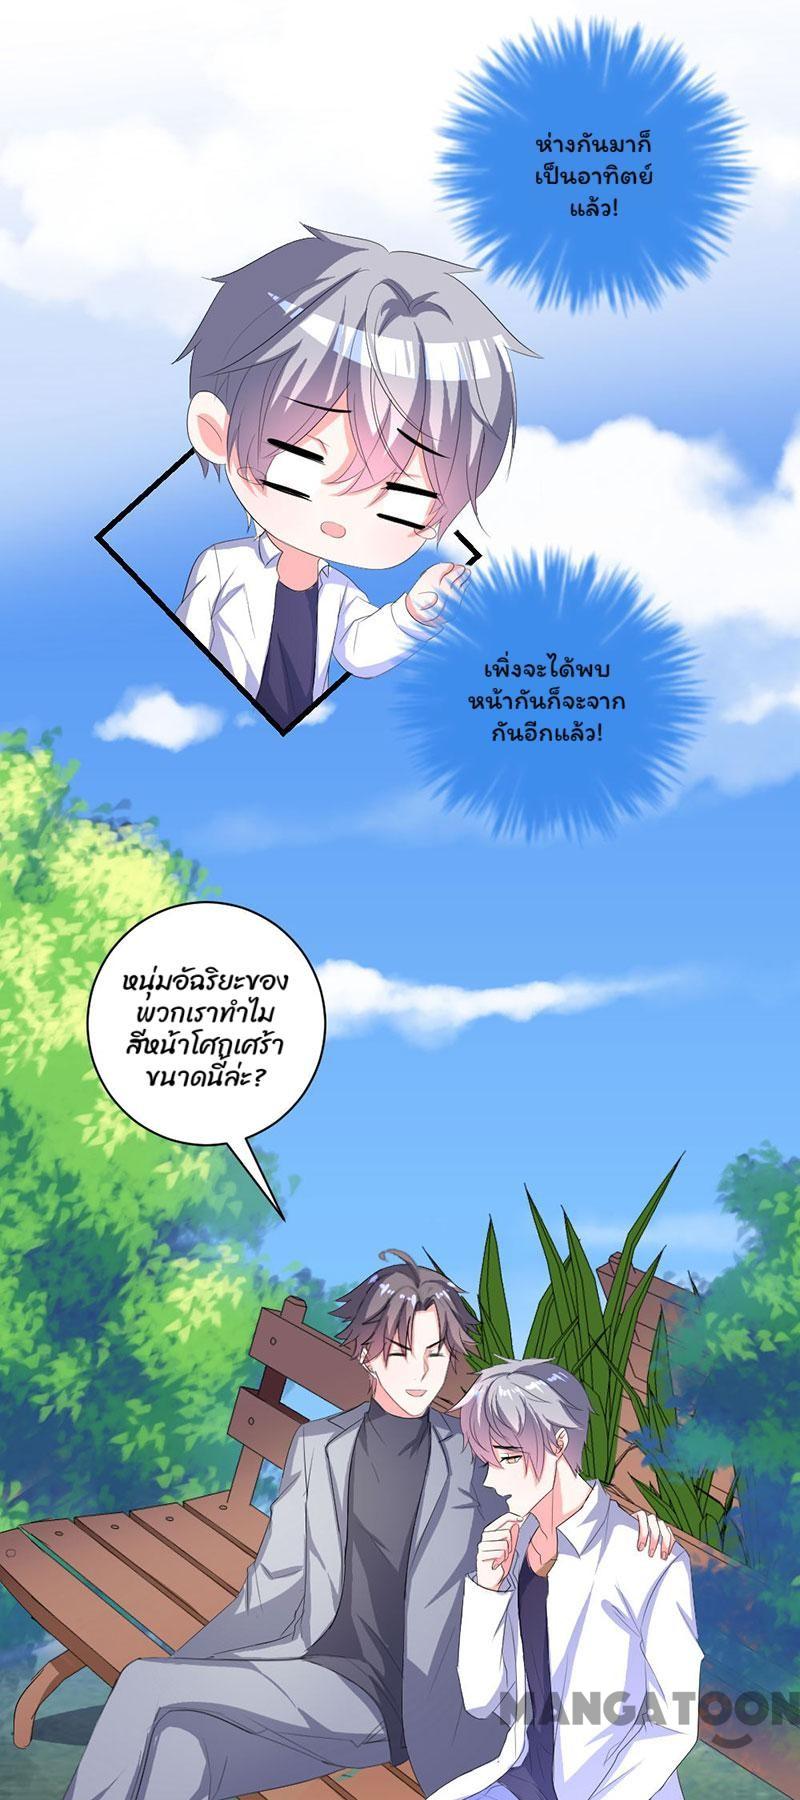 ห่างกันมาก็
เป็นอาทิตย์
แล้ว!
เพิ่งจะได้พบ
หน้ากันก็จะจาก
กันอีกแล้ว!
หนุ่มอัฉริยะของ
พวกเราทำไม
สีหน้าโศกเศร้า
ขนาดนี้ล่ะ?
MANGATOON